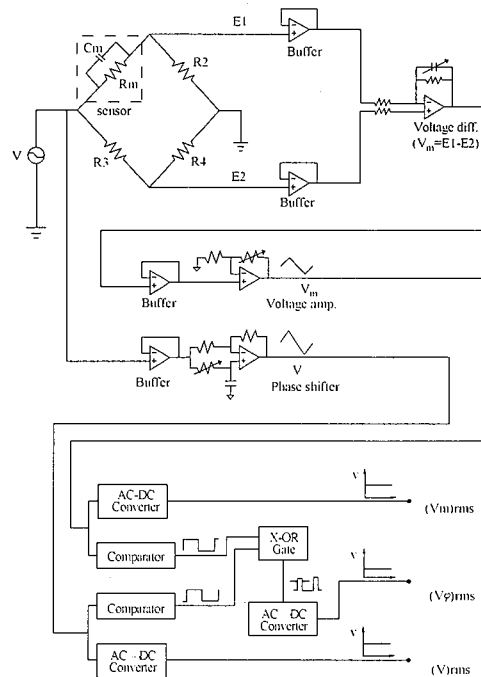 E1
Cm
Rm
sensor
R2
Buffer
Voltage diff.
(Vm=E1-E2)
V
R3
R4
E2
Buffer
Buffer
Vm
Voltage amp.
Buffer
V
Phase shifter
AC-DC
Converter
V
(Vm)rms
Comparator
X-OR
Gate
V
Comparator
AC - DC
Converter
(Vφ)rms
AC - DC
Converter
V
(V)rms